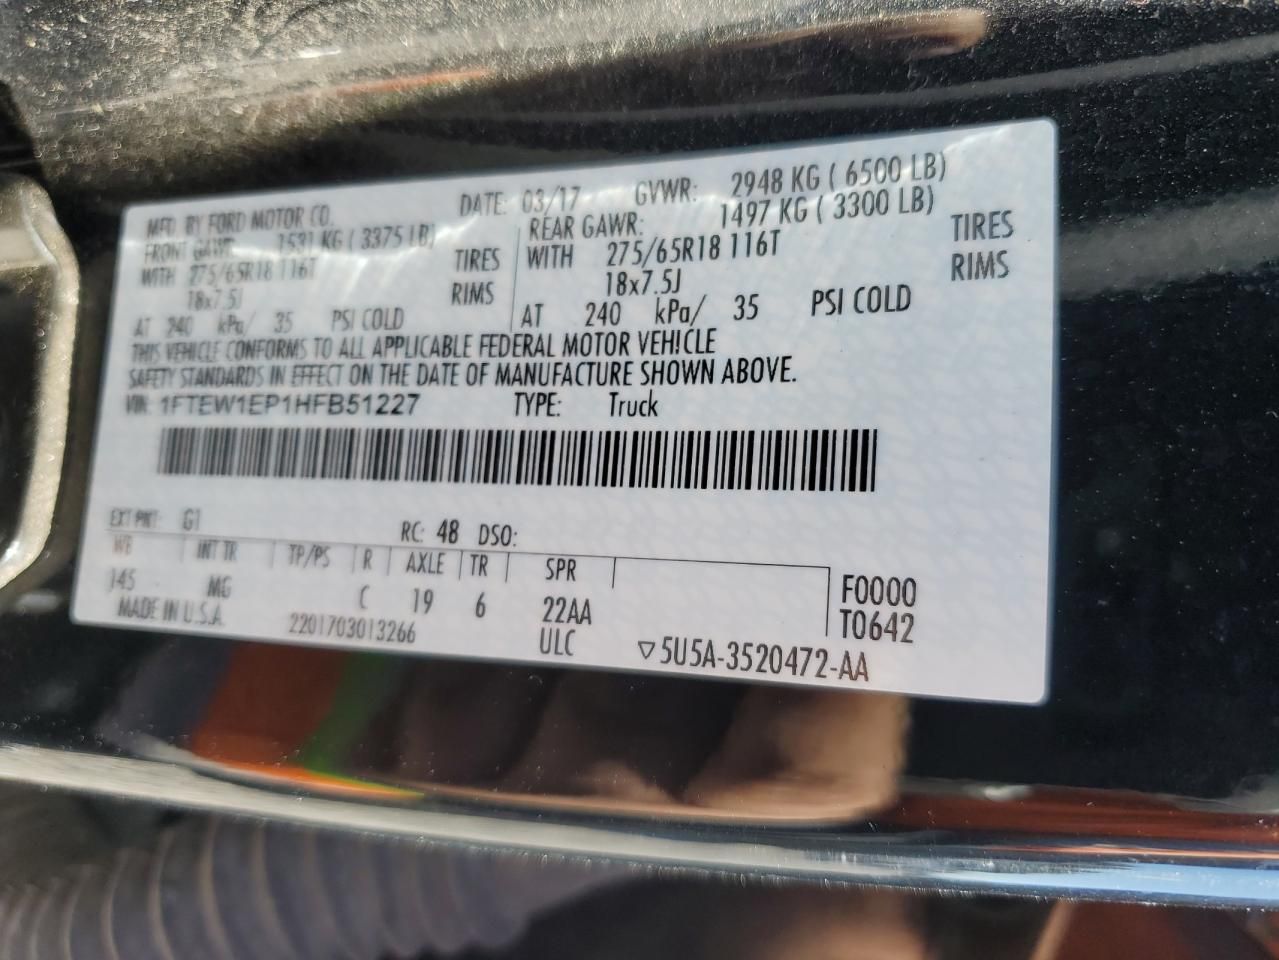 MFD. BY FORD MOTOR CO. DATE: 03/17 GVWR: 2948 KG ( 6500 LB)
FRONT GAWR: 1531 KG ( 3375 LB) REAR GAWR: 1497 KG ( 3300 LB)
WITH 275/65R18 116T TIRES WITH 275/65R18 116T TIRES
18x7.5J RIMS 18x7.5J RIMS
AT 240 kPa/ 35 PSI COLD AT 240 kPa/ 35 PSI COLD
THIS VEHICLE CONFORMS TO ALL APPLICABLE FEDERAL MOTOR VEHICLE
SAFETY STANDARDS IN EFFECT ON THE DATE OF MANUFACTURE SHOWN ABOVE.
VIN: 1FTEW1EP1HFB51227 TYPE: Truck
EXT PNT: G1 RC: 48 DSO:
WB INT TR TP/PS R AXLE TR SPR
145 MG C 19 6 22AA F0000
MADE IN U.S.A. 2201703013266 ULC T0642
▽5U5A-3520472-AA